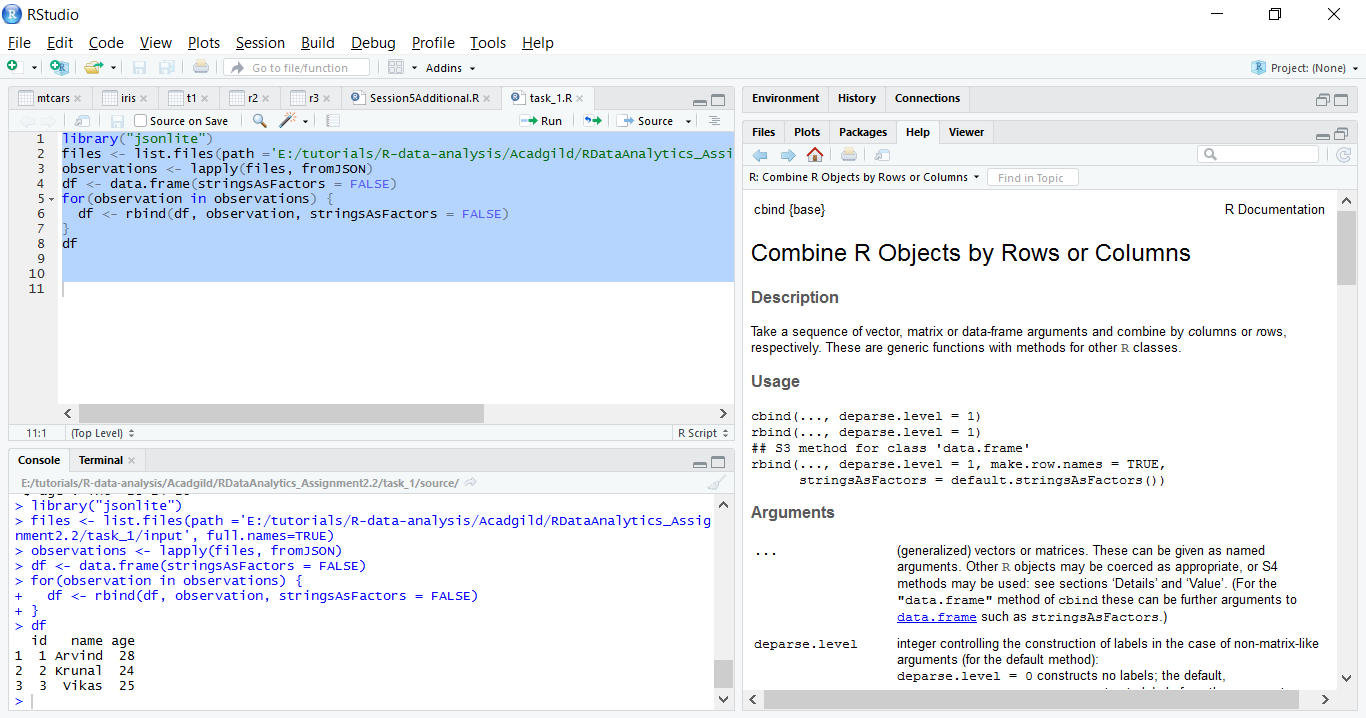 RStudio
File Edit Code View Plots Session Build Debug Profile Tools Help
Go to file/function Addins Project: (None)
mtcars iris t1 r2 r3 Session5Additional.R task_1.R
Source on Save Run Source
1 library("jsonlite")
2 files <- list.files(path ='E:/tutorials/R-data-analysis/Acadgild/RDataAnalytics_Assi
3 observations <- lapply(files, fromJSON)
4 df <- data.frame(stringsAsFactors = FALSE)
5 for(observation in observations) {
6 df <- rbind(df, observation, stringsAsFactors = FALSE)
7 }
8 df
9
10
11
11:1 (Top Level) R Script
Console Terminal
E:/tutorials/R-data-analysis/Acadgild/RDataAnalytics_Assignment2.2/task_1/source/
> library("jsonlite")
> files <- list.files(path ='E:/tutorials/R-data-analysis/Acadgild/RDataAnalytics_Assig
nment2.2/task_1/input', full.names=TRUE)
> observations <- lapply(files, fromJSON)
> df <- data.frame(stringsAsFactors = FALSE)
> for(observation in observations) {
+ df <- rbind(df, observation, stringsAsFactors = FALSE)
+ }
> df
id name age
1 1 Arvind 28
2 2 Krunal 24
3 3 Vikas 25
>
Environment History Connections
Files Plots Packages Help Viewer
R: Combine R Objects by Rows or Columns Find in Topic
cbind {base} R Documentation
Combine R Objects by Rows or Columns
Description
Take a sequence of vector, matrix or data-frame arguments and combine by columns or rows,
respectively. These are generic functions with methods for other R classes.
Usage
cbind(..., deparse.level = 1)
rbind(..., deparse.level = 1)
## S3 method for class 'data.frame'
rbind(..., deparse.level = 1, make.row.names = TRUE,
stringsAsFactors = default.stringsAsFactors())
Arguments
... (generalized) vectors or matrices. These can be given as named
arguments. Other R objects may be coerced as appropriate, or S4
methods may be used: see sections ‘Details’ and ‘Value’. (For the
"data.frame" method of cbind these can be further arguments to
data.frame such as stringsAsFactors.)
deparse.level integer controlling the construction of labels in the case of non-matrix-like
arguments (for the default method):
deparse.level = 0 constructs no labels; the default,